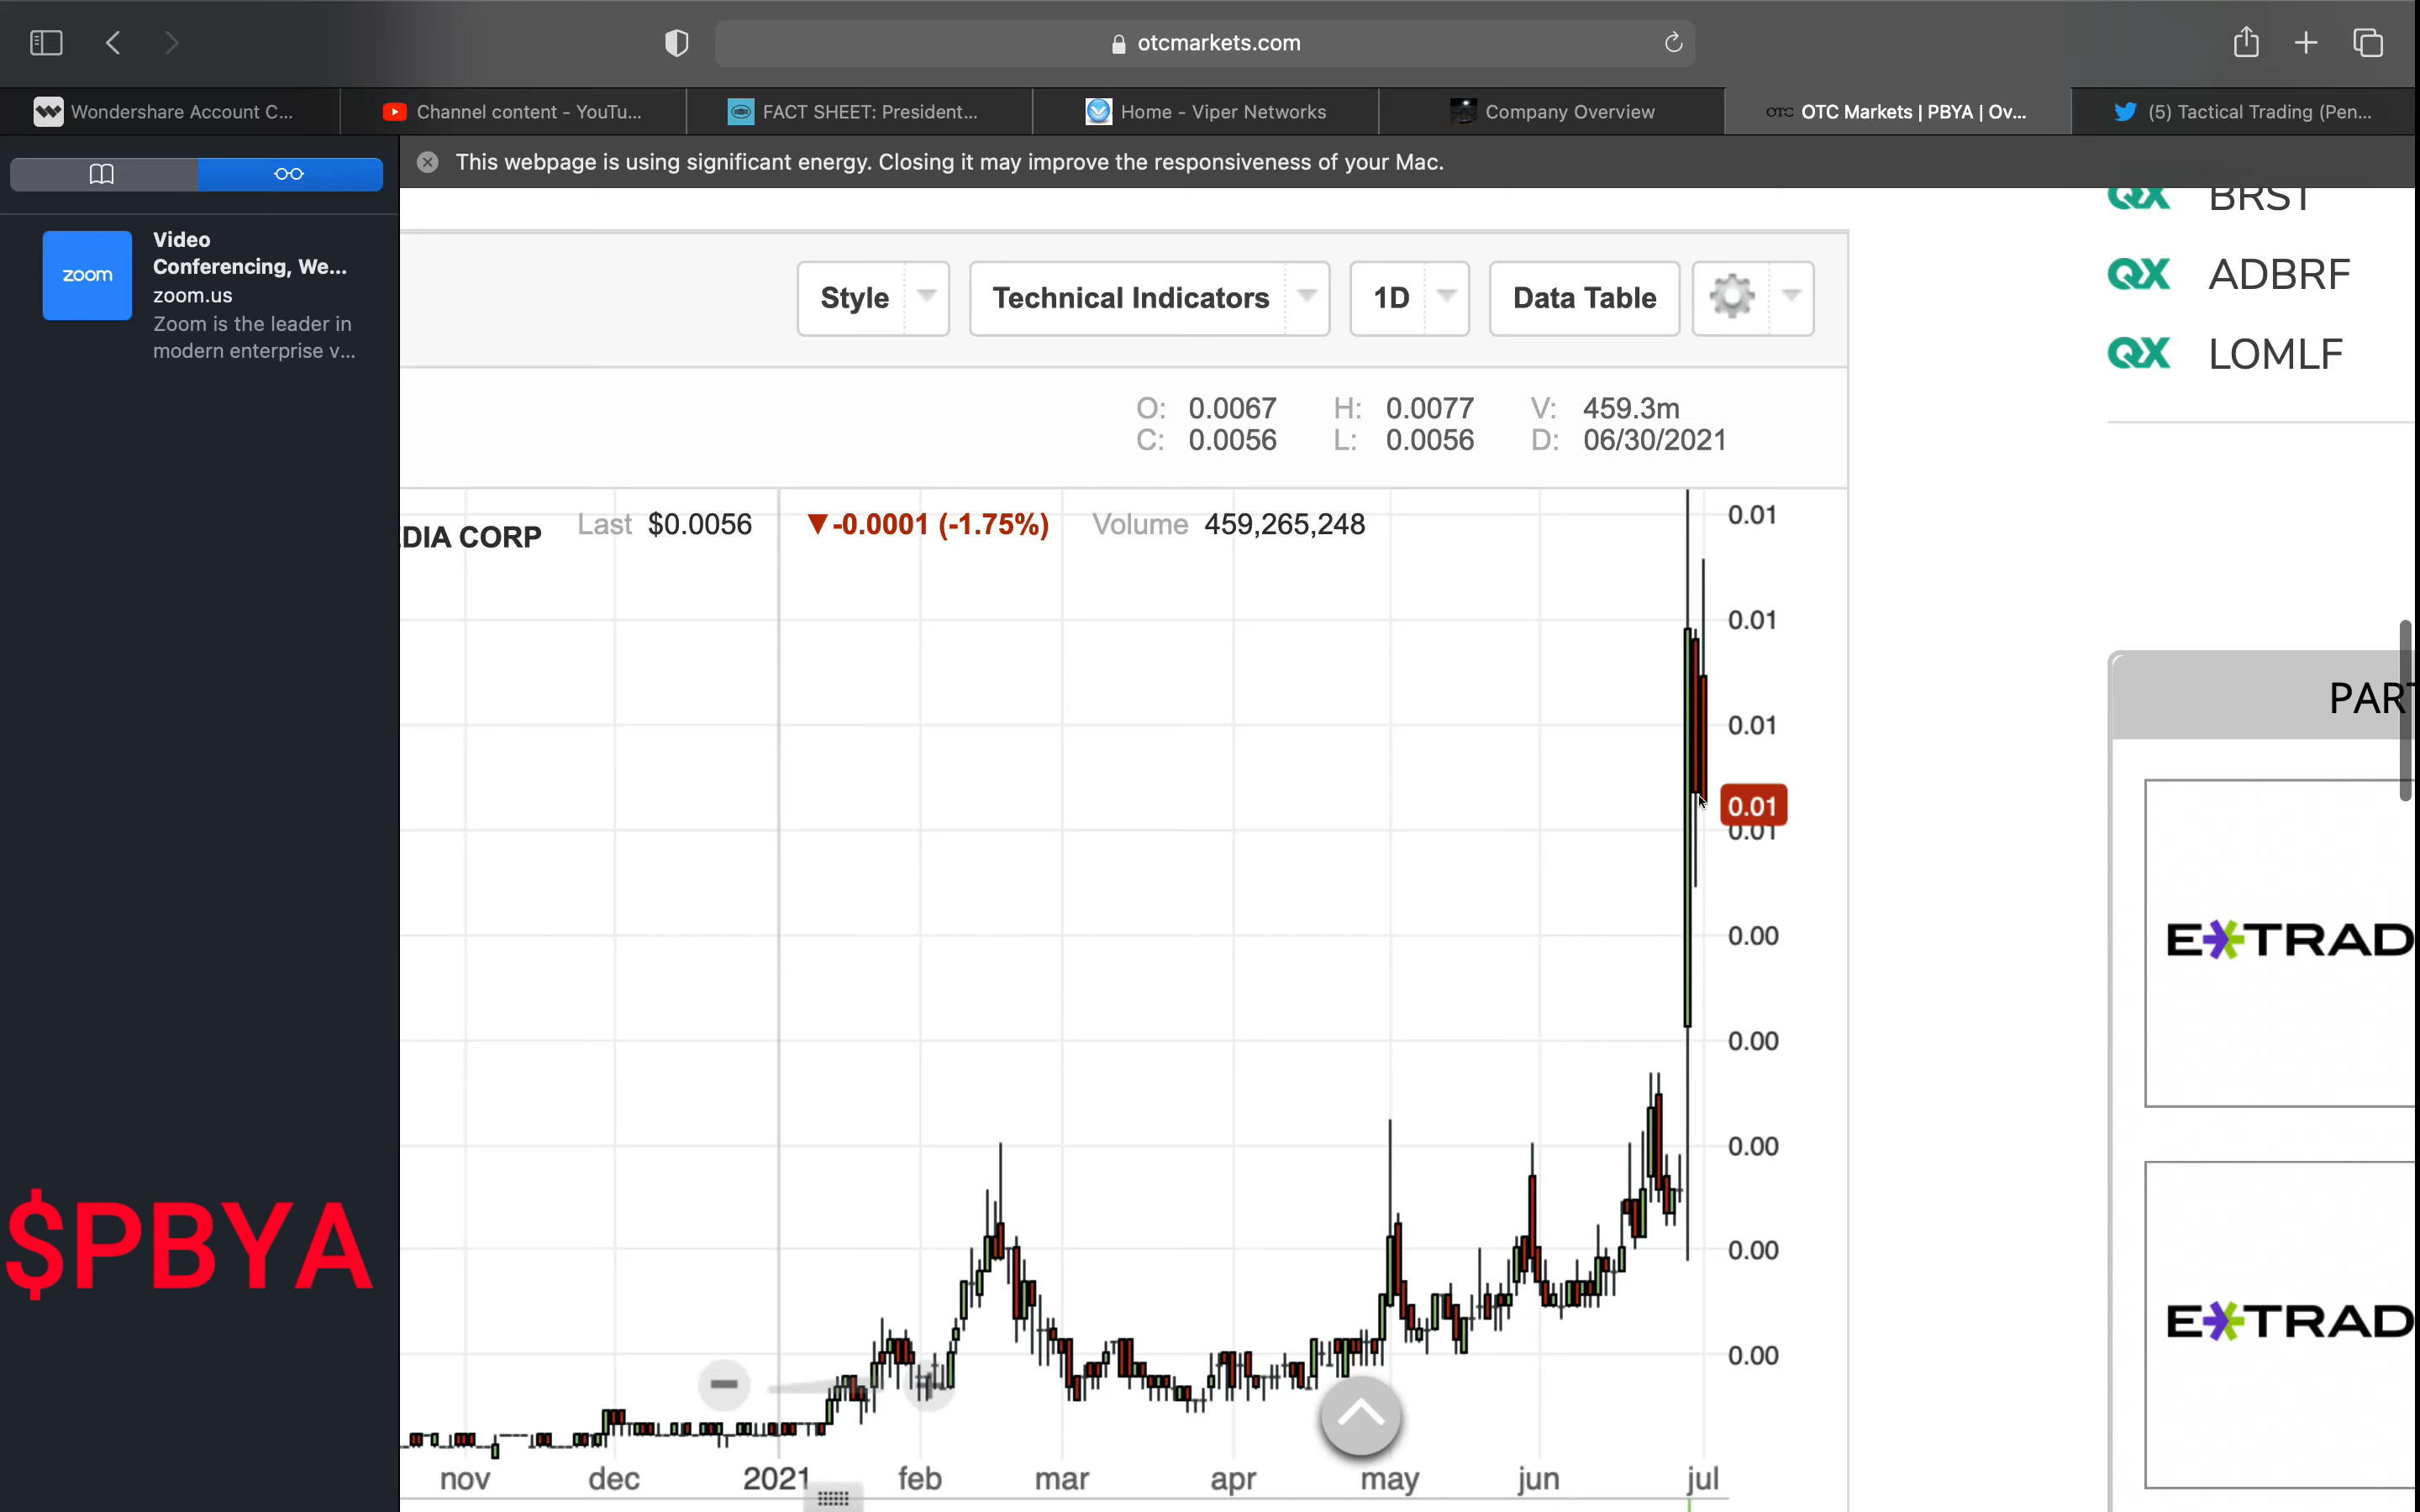 otcmarkets.com
Wondershare Account C...
Channel content - YouTu...
FACT SHEET: President...
Home - Viper Networks
Company Overview
OTC OTC Markets | PBYA | Ov...
(5) Tactical Trading (Pen...
This webpage is using significant energy. Closing it may improve the responsiveness of your Mac.
zoom
Video
Conferencing, We...
zoom.us
Zoom is the leader in
modern enterprise v...
QX BRST
QX ADBRF
QX LOMLF
Style
Technical Indicators
1D
Data Table
O: 0.0067 H: 0.0077 V: 459.3m
C: 0.0056 L: 0.0056 D: 06/30/2021
DIA CORP Last $0.0056 ▼-0.0001 (-1.75%) Volume 459,265,248
0.01
0.01
0.01
0.01
0.01
0.00
0.00
0.00
0.00
0.00
nov dec 2021 feb mar apr may jun jul
PART
E*TRAD
E*TRAD
$PBYA